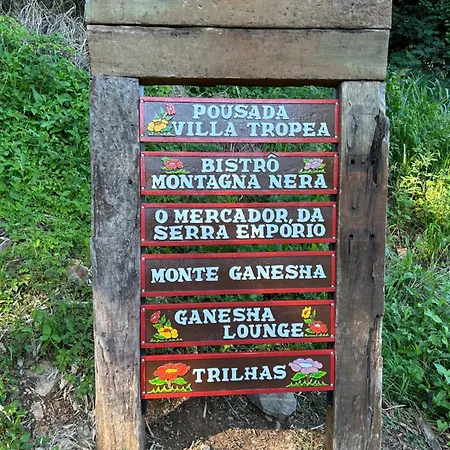 POUSADA
VILLA TROPEA
BISTRÔ
MONTAGNA NERA
O MERCADOR, DA
SERRA EMPÓRIO
MONTE GANESHA
GANESHA
LOUNGE
TRILHAS